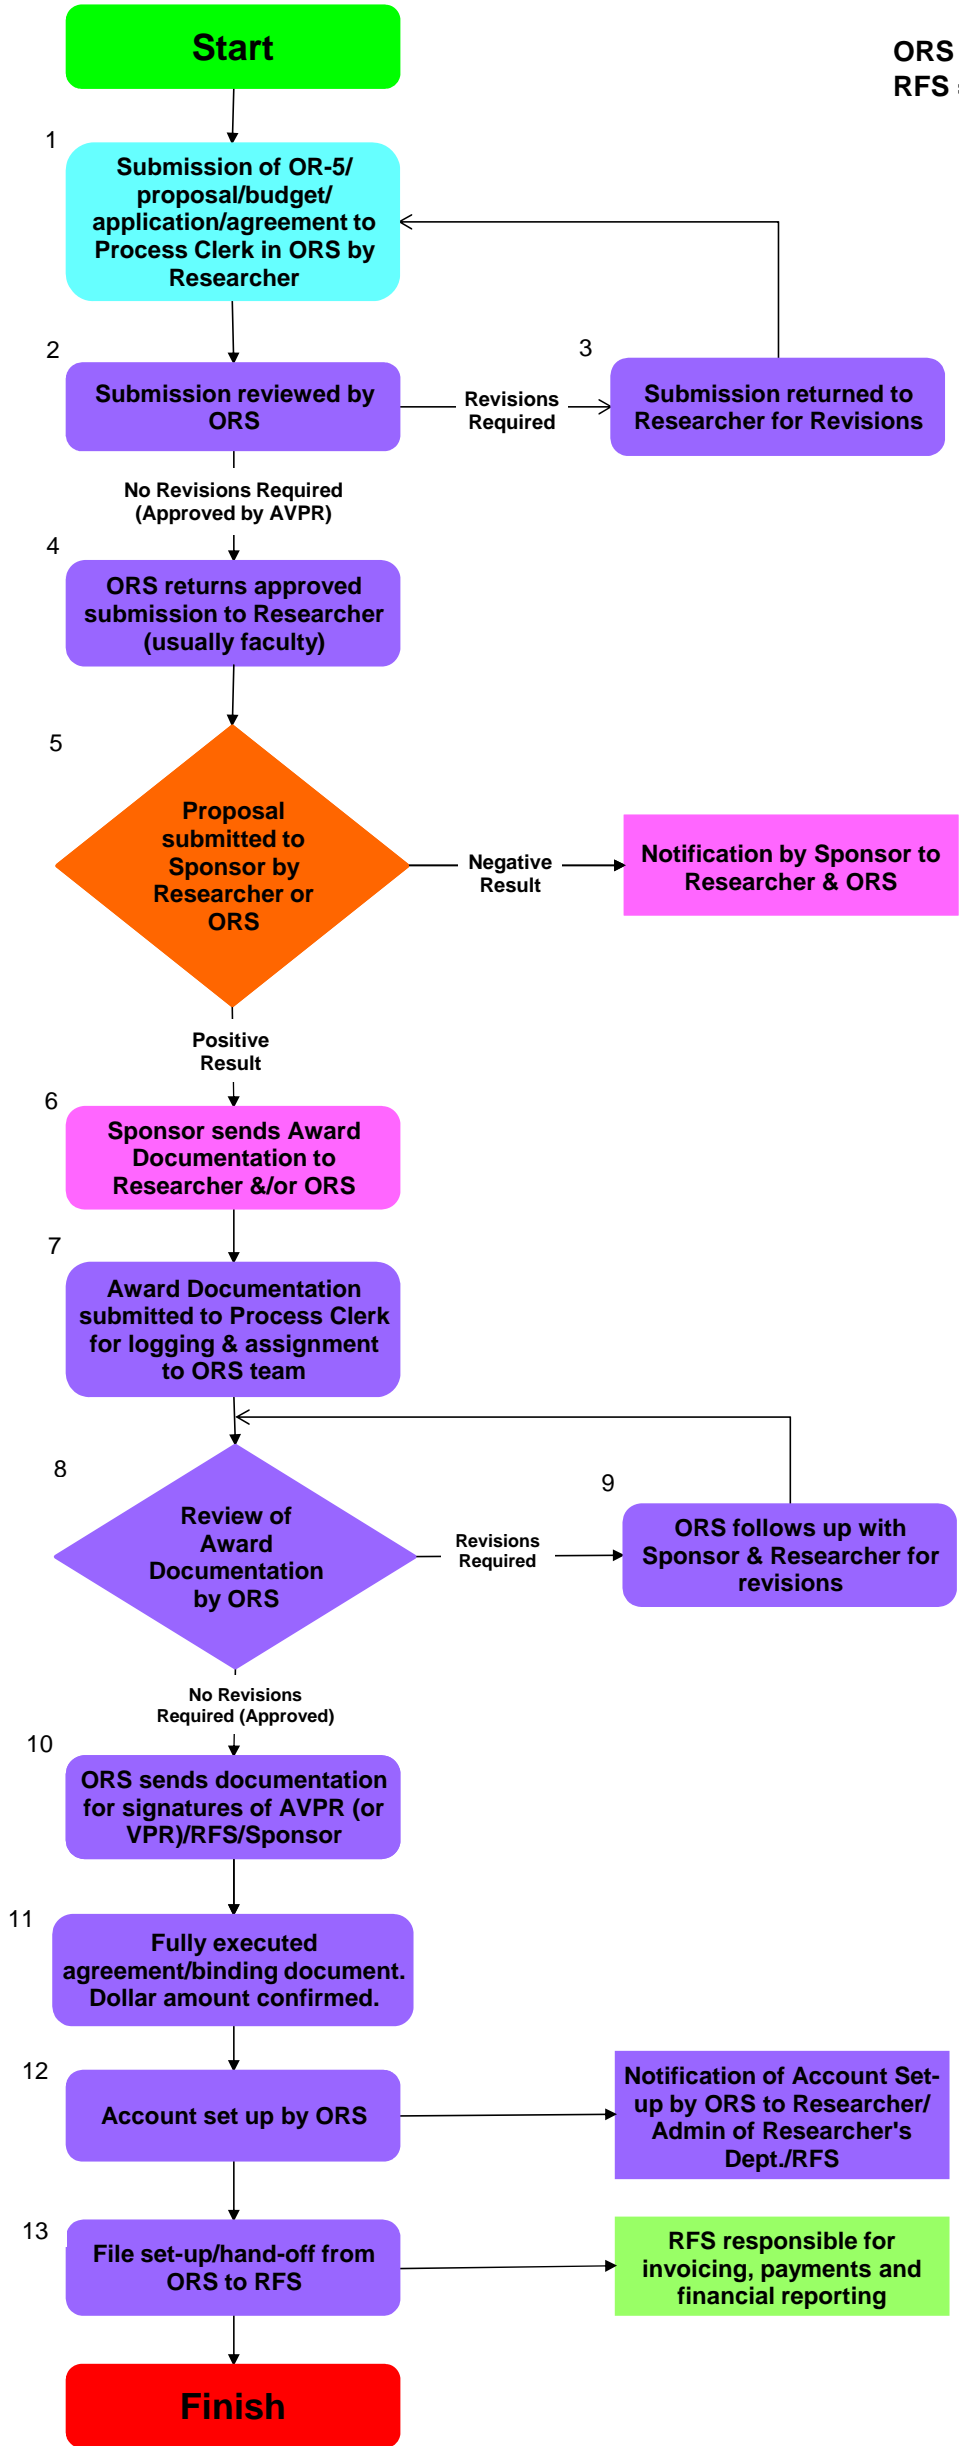 Start
ORS
RFS
1
Submission of OR-5/
proposal/budget/
application/agreement to
Process Clerk in ORS by
Researcher
2
Submission reviewed by
ORS
Revisions
Required
3
Submission returned to
Researcher for Revisions
No Revisions Required
(Approved by AVPR)
4
ORS returns approved
submission to Researcher
(usually faculty)
5
Proposal
submitted to
Sponsor by
Researcher or
ORS
Negative
Result
Notification by Sponsor to
Researcher & ORS
Positive
Result
6
Sponsor sends Award
Documentation to
Researcher &/or ORS
7
Award Documentation
submitted to Process Clerk
for logging & assignment
to ORS team
8
Review of
Award
Documentation
by ORS
Revisions
Required
9
ORS follows up with
Sponsor & Researcher for
revisions
No Revisions
Required (Approved)
10
ORS sends documentation
for signatures of AVPR (or
VPR)/RFS/Sponsor
11
Fully executed
agreement/binding document.
Dollar amount confirmed.
12
Account set up by ORS
Notification of Account Set-
up by ORS to Researcher/
Admin of Researcher's
Dept./RFS
13
File set-up/hand-off from
ORS to RFS
RFS responsible for
invoicing, payments and
financial reporting
Finish